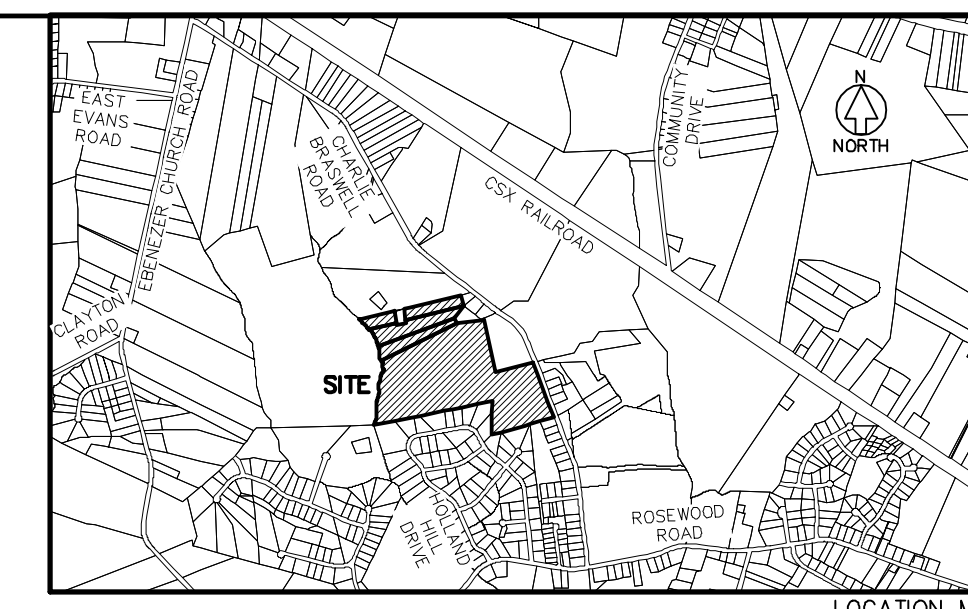 EAST
EVANS
ROAD
EBENEZER CHURCH ROAD
CHARLIE
BRASWELL
ROAD
COMMUNITY
DRIVE
N
NORTH
CSX RAILROAD
CLAYTON
ROAD
SITE
HOLLAND
HILL
DRIVE
ROSEWOOD
ROAD
LOCATION